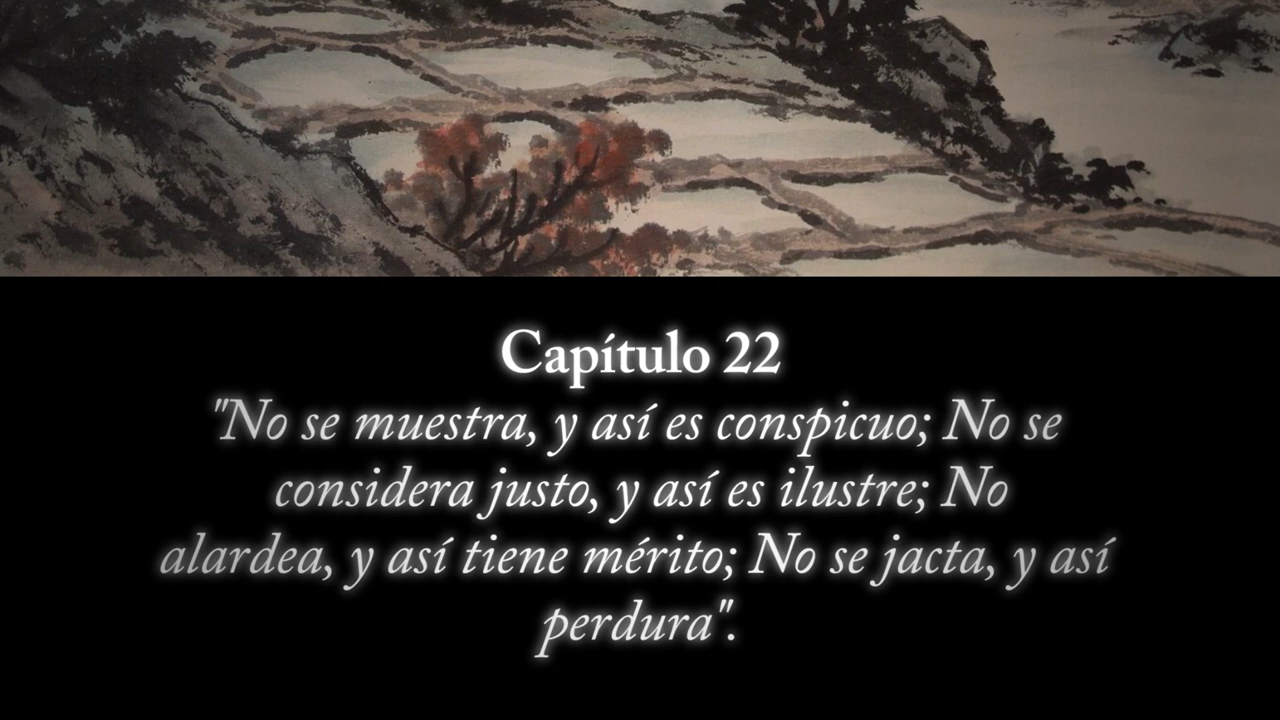 Capítulo 22
"No se muestra, y así es conspicuo; No se
considera justo, y así es ilustre; No
alardea, y así tiene mérito; No se jacta, y así
perdura".